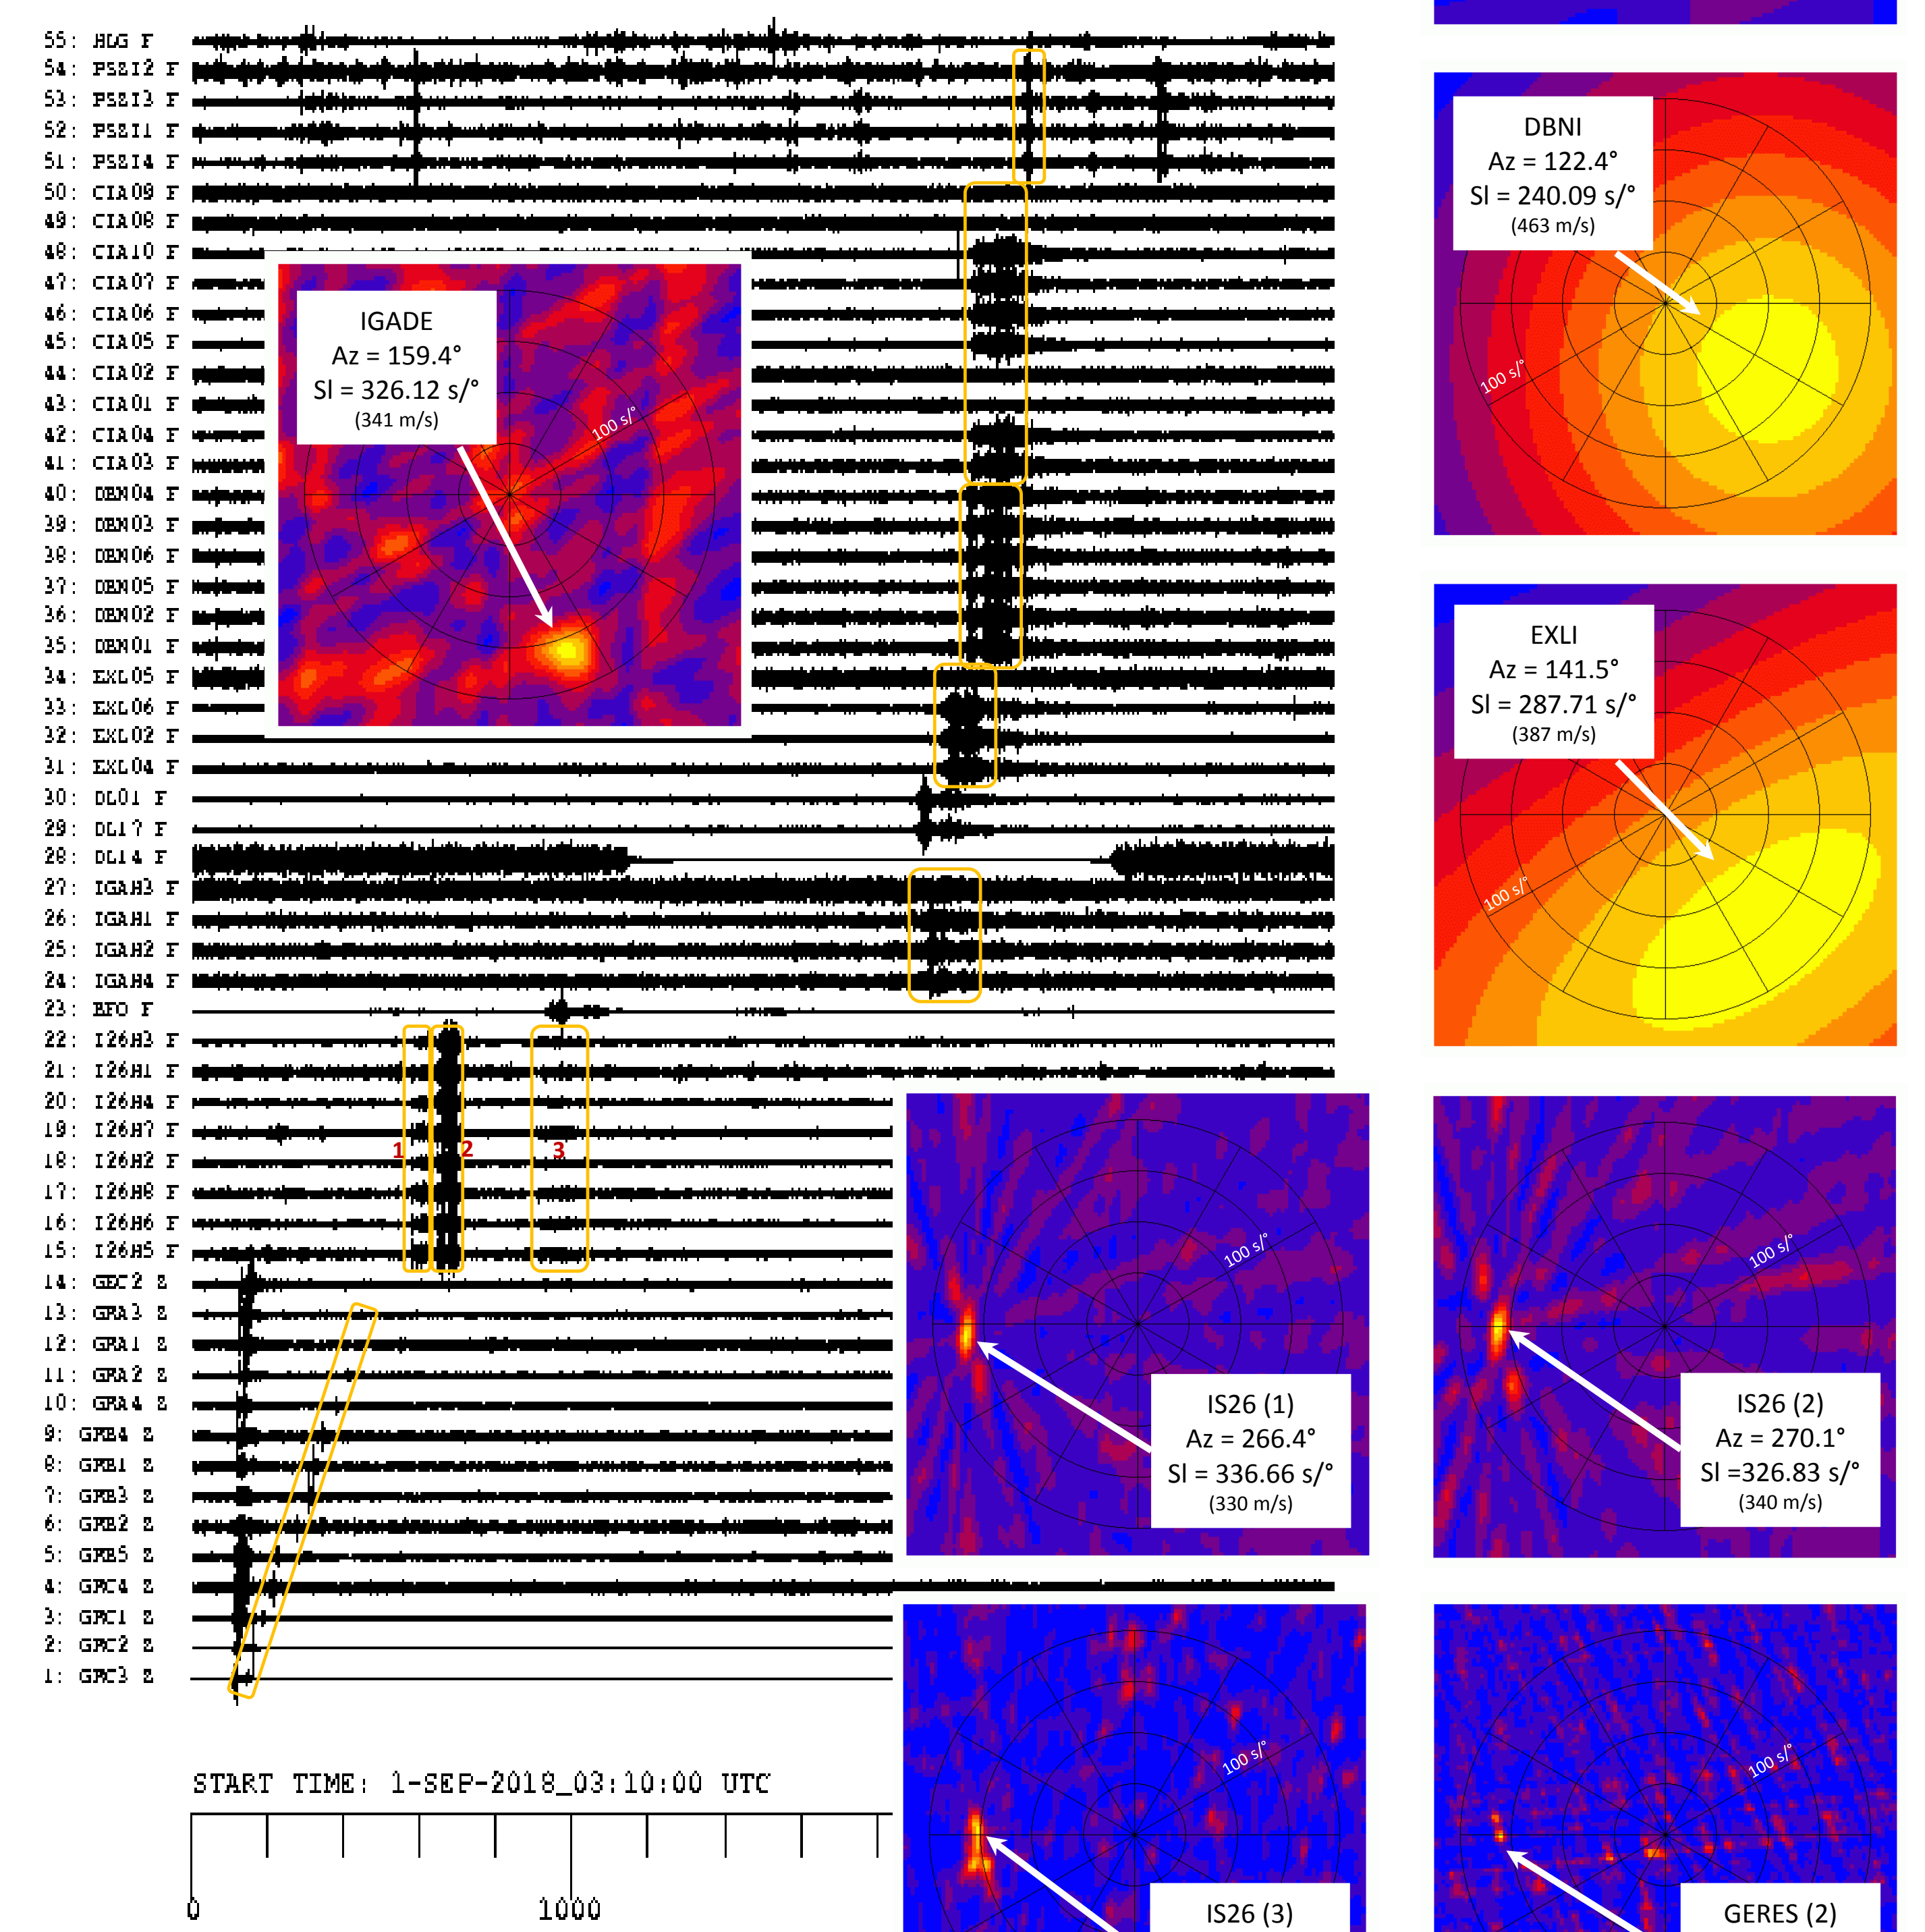 55: HLG F
54: PSZI2 F
53: PSZI3 F
52: PSZI1 F
51: PSZI4 F
50: CIA09 F
49: CIA08 F
48: CIA10 F
47: CIA07 F
46: CIA06 F
45: CIA05 F
44: CIA02 F
43: CIA01 F
42: CIA04 F
41: CIA03 F
40: DBN04 F
39: DBN03 F
38: DBN06 F
37: DBN05 F
36: DBN02 F
35: DBN01 F
34: EXL05 F
33: EXL06 F
32: EXL02 F
31: EXL04 F
30: DL01 F
29: DL17 F
28: DL14 F
27: IGAH3 F
26: IGAH1 F
25: IGAH2 F
24: IGAH4 F
23: BFO F
22: I26H3 F
21: I26H1 F
20: I26H4 F
19: I26H7 F
18: I26H2 F
17: I26H8 F
16: I26H6 F
15: I26H5 F
14: GEC2 Z
13: GRA3 Z
12: GRA1 Z
11: GRA2 Z
10: GRA4 Z
9: GRB4 Z
8: GRB1 Z
7: GRB3 Z
6: GRB2 Z
5: GRB5 Z
4: GRC4 Z
3: GRC1 Z
2: GRC2 Z
1: GRC3 Z
1
2
3
START TIME: 1-SEP-2018_03:10:00 UTC
0
1000
IGADE
Az = 159.4°
Sl = 326.12 s/°
(341 m/s)
100 s/°
DBNI
Az = 122.4°
Sl = 240.09 s/°
(463 m/s)
100 s/°
EXLI
Az = 141.5°
Sl = 287.71 s/°
(387 m/s)
100 s/°
100 s/°
IS26 (1)
Az = 266.4°
Sl = 336.66 s/°
(330 m/s)
100 s/°
IS26 (2)
Az = 270.1°
Sl =326.83 s/°
(340 m/s)
100 s/°
IS26 (3)
100 s/°
GERES (2)